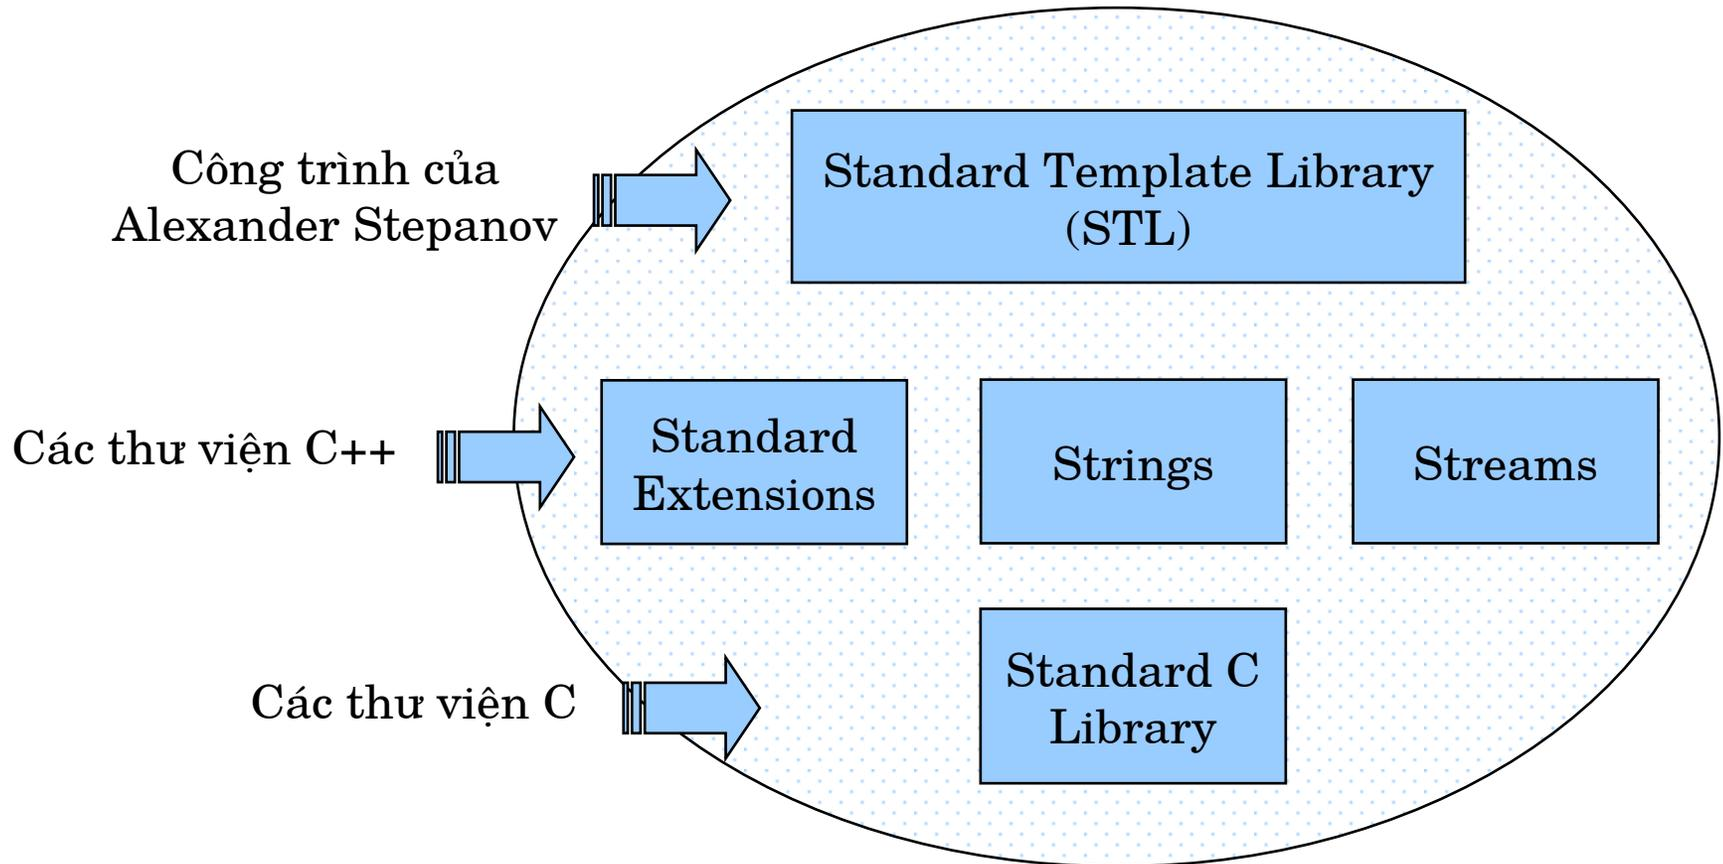 Công trình của
Alexander Stepanov
Standard Template Library
(STL)
Các thư viện C++
Standard
Extensions
Strings
Streams
Các thư viện C
Standard C
Library